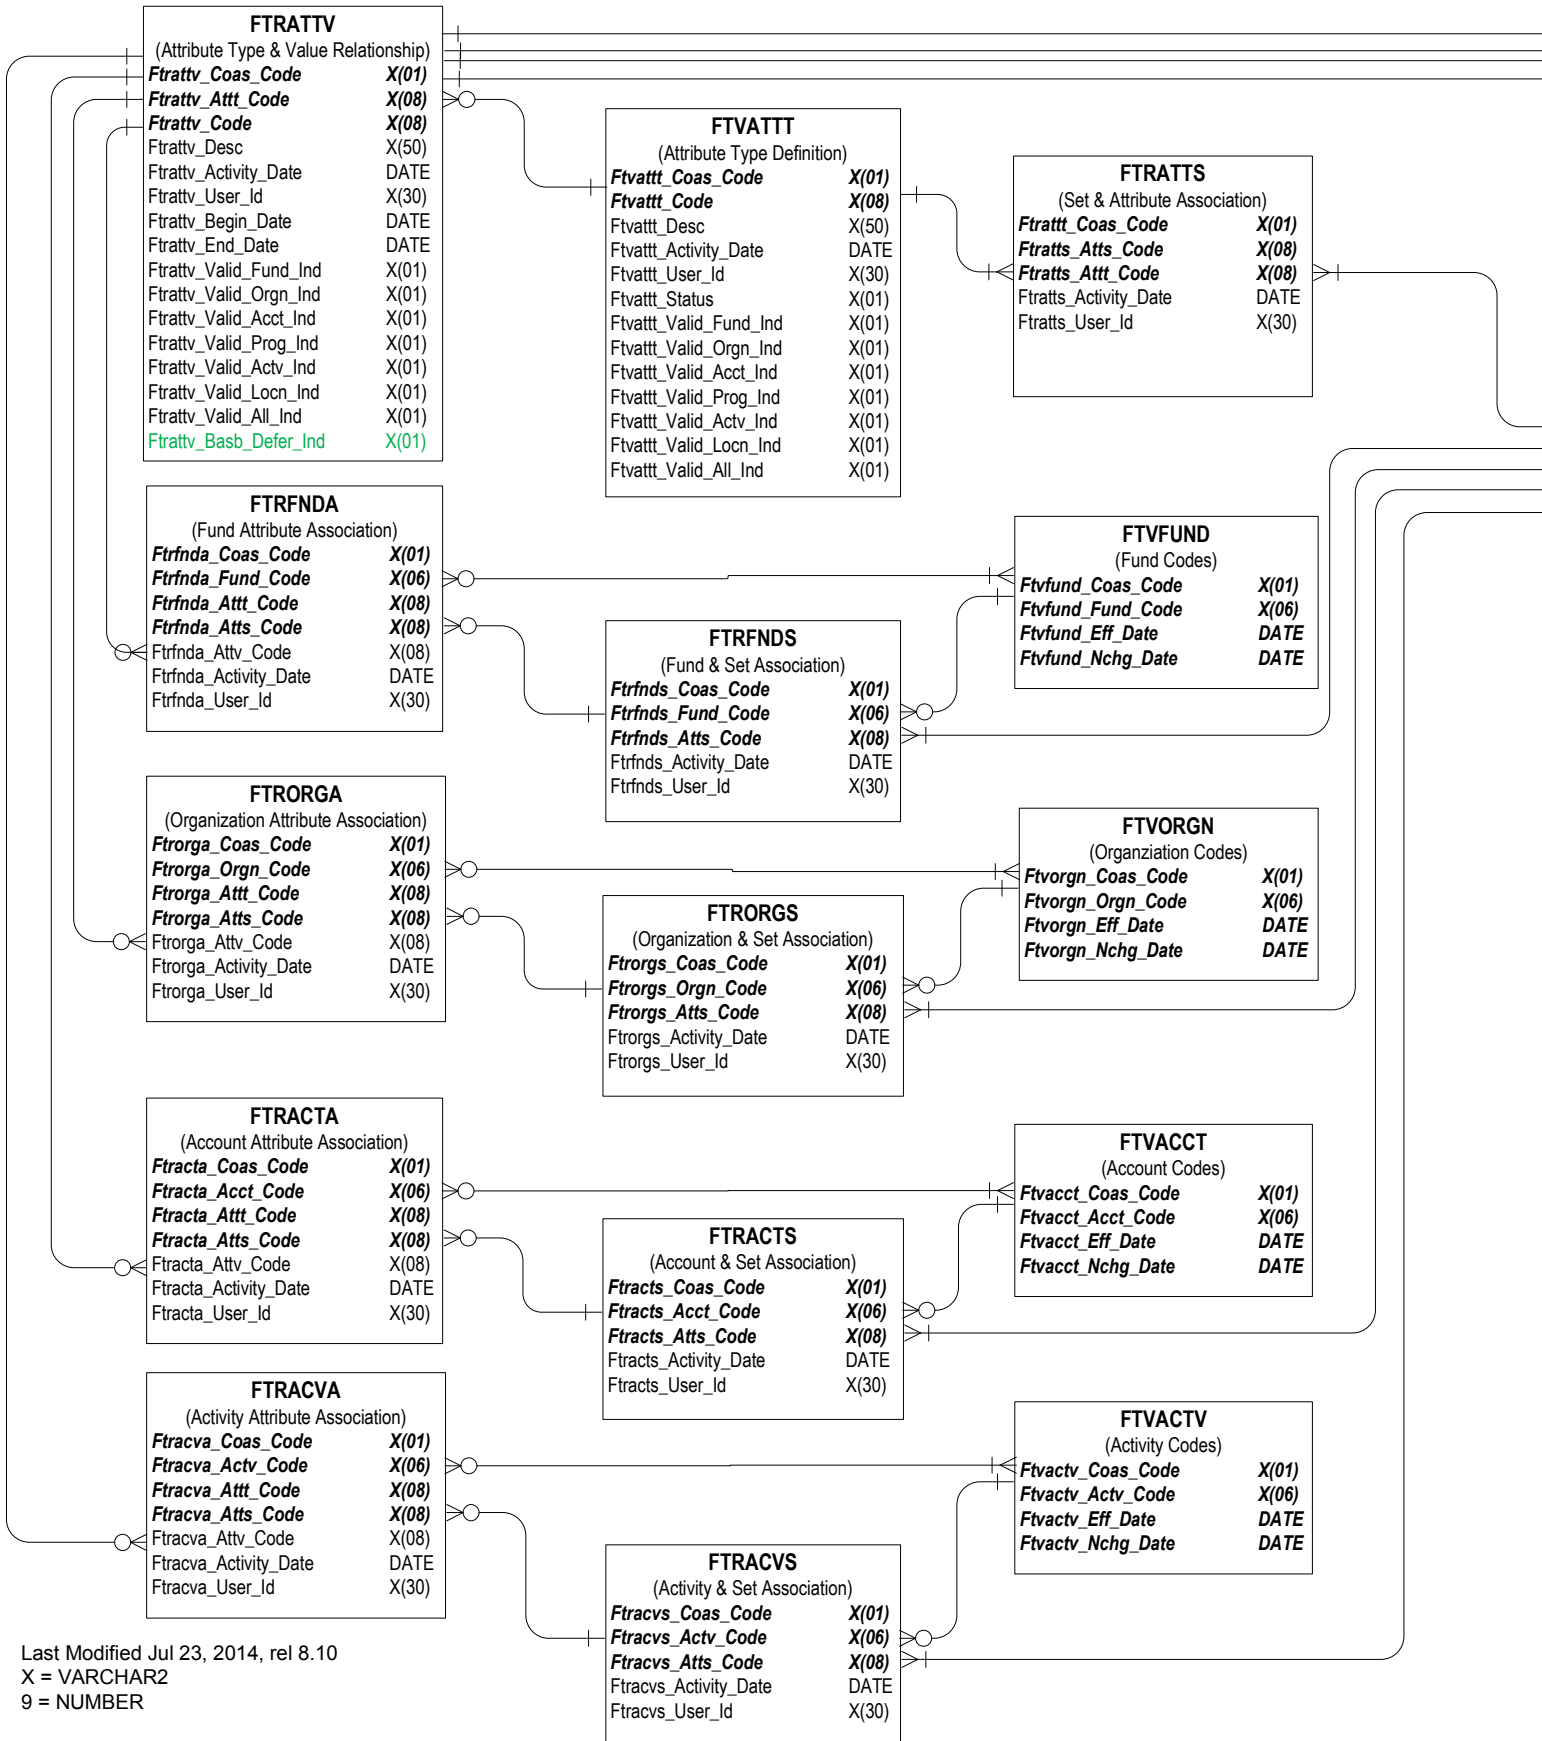 FTRATTV
(Attribute Type & Value Relationship)
Ftrattv_Coas_Code X(01)
Ftrattv_Attt_Code X(08)
Ftrattv_Code X(08)
Ftrattv_Desc X(50)
Ftrattv_Activity_Date DATE
Ftrattv_User_Id X(30)
Ftrattv_Begin_Date DATE
Ftrattv_End_Date DATE
Ftrattv_Valid_Fund_Ind X(01)
Ftrattv_Valid_Orgn_Ind X(01)
Ftrattv_Valid_Acct_Ind X(01)
Ftrattv_Valid_Prog_Ind X(01)
Ftrattv_Valid_Actv_Ind X(01)
Ftrattv_Valid_Locn_Ind X(01)
Ftrattv_Valid_All_Ind X(01)
Ftrattv_Basb_Defer_Ind X(01)
FTVATTT
(Attribute Type Definition)
Ftvattt_Coas_Code X(01)
Ftvattt_Code X(08)
Ftvattt_Desc X(50)
Ftvattt_Activity_Date DATE
Ftvattt_User_Id X(30)
Ftvattt_Status X(01)
Ftvattt_Valid_Fund_Ind X(01)
Ftvattt_Valid_Orgn_Ind X(01)
Ftvattt_Valid_Acct_Ind X(01)
Ftvattt_Valid_Prog_Ind X(01)
Ftvattt_Valid_Actv_Ind X(01)
Ftvattt_Valid_Locn_Ind X(01)
Ftvattt_Valid_All_Ind X(01)
FTRATTS
(Set & Attribute Association)
Ftrattt_Coas_Code X(01)
Ftratts_Atts_Code X(08)
Ftratts_Attt_Code X(08)
Ftratts_Activity_Date DATE
Ftratts_User_Id X(30)
FTRFNDA
(Fund Attribute Association)
Ftrfnda_Coas_Code X(01)
Ftrfnda_Fund_Code X(06)
Ftrfnda_Attt_Code X(08)
Ftrfnda_Atts_Code X(08)
Ftrfnda_Attv_Code X(08)
Ftrfnda_Activity_Date DATE
Ftrfnda_User_Id X(30)
FTRFNDS
(Fund & Set Association)
Ftrfnds_Coas_Code X(01)
Ftrfnds_Fund_Code X(06)
Ftrfnds_Atts_Code X(08)
Ftrfnds_Activity_Date DATE
Ftrfnds_User_Id X(30)
FTVFUND
(Fund Codes)
Ftvfund_Coas_Code X(01)
Ftvfund_Fund_Code X(06)
Ftvfund_Eff_Date DATE
Ftvfund_Nchg_Date DATE
FTRORGA
(Organization Attribute Association)
Ftrorga_Coas_Code X(01)
Ftrorga_Orgn_Code X(06)
Ftrorga_Attt_Code X(08)
Ftrorga_Atts_Code X(08)
Ftrorga_Attv_Code X(08)
Ftrorga_Activity_Date DATE
Ftrorga_User_Id X(30)
FTRORGS
(Organization & Set Association)
Ftrorgs_Coas_Code X(01)
Ftrorgs_Orgn_Code X(06)
Ftrorgs_Atts_Code X(08)
Ftrorgs_Activity_Date DATE
Ftrorgs_User_Id X(30)
FTVORGN
(Organziation Codes)
Ftvorgn_Coas_Code X(01)
Ftvorgn_Orgn_Code X(06)
Ftvorgn_Eff_Date DATE
Ftvorgn_Nchg_Date DATE
FTRACTA
(Account Attribute Association)
Ftracta_Coas_Code X(01)
Ftracta_Acct_Code X(06)
Ftracta_Attt_Code X(08)
Ftracta_Atts_Code X(08)
Ftracta_Attv_Code X(08)
Ftracta_Activity_Date DATE
Ftracta_User_Id X(30)
FTRACTS
(Account & Set Association)
Ftracts_Coas_Code X(01)
Ftracts_Acct_Code X(06)
Ftracts_Atts_Code X(08)
Ftracts_Activity_Date DATE
Ftracts_User_Id X(30)
FTVACCT
(Account Codes)
Ftvacct_Coas_Code X(01)
Ftvacct_Acct_Code X(06)
Ftvacct_Eff_Date DATE
Ftvacct_Nchg_Date DATE
FTRACVA
(Activity Attribute Association)
Ftracva_Coas_Code X(01)
Ftracva_Actv_Code X(06)
Ftracva_Attt_Code X(08)
Ftracva_Atts_Code X(08)
Ftracva_Attv_Code X(08)
Ftracva_Activity_Date DATE
Ftracva_User_Id X(30)
FTRACVS
(Activity & Set Association)
Ftracvs_Coas_Code X(01)
Ftracvs_Actv_Code X(06)
Ftracvs_Atts_Code X(08)
Ftracvs_Activity_Date DATE
Ftracvs_User_Id X(30)
FTVACTV
(Activity Codes)
Ftvactv_Coas_Code X(01)
Ftvactv_Actv_Code X(06)
Ftvactv_Eff_Date DATE
Ftvactv_Nchg_Date DATE
Last Modified Jul 23, 2014, rel 8.10
X = VARCHAR2
9 = NUMBER